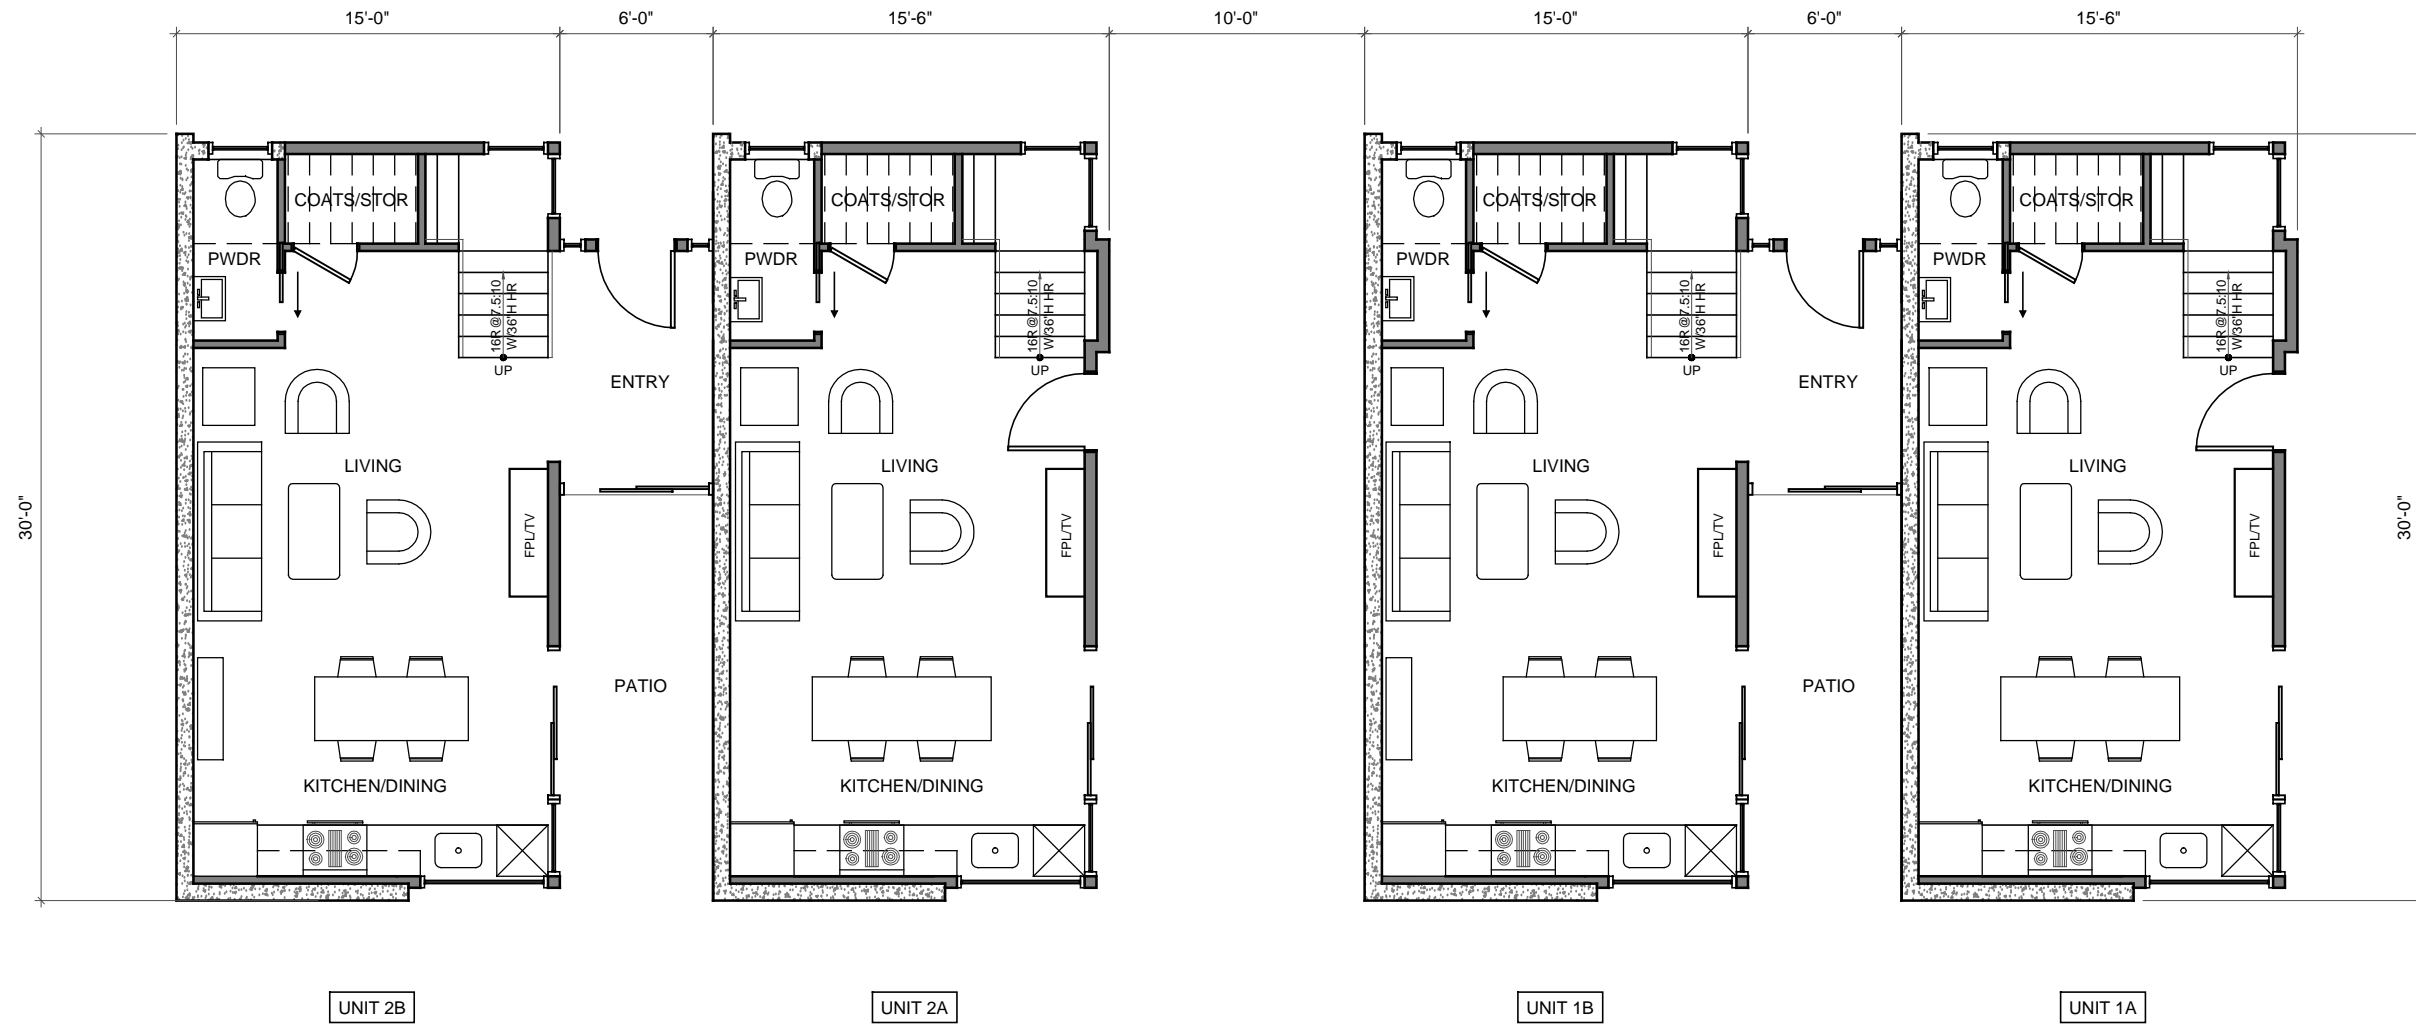 15'-0"
6'-0"
15'-6"
10'-0"
15'-0"
6'-0"
15'-6"
30'-0"
30'-0"
COATS/STOR
PWDR
16R @7.5:10
W/36"H HR
UP
ENTRY
LIVING
FPL/TV
PATIO
KITCHEN/DINING
COATS/STOR
PWDR
16R @7.5:10
W/36"H HR
UP
LIVING
FPL/TV
KITCHEN/DINING
COATS/STOR
PWDR
16R @7.5:10
W/36"H HR
UP
ENTRY
LIVING
FPL/TV
PATIO
KITCHEN/DINING
COATS/STOR
PWDR
16R @7.5:10
W/36"H HR
UP
LIVING
FPL/TV
KITCHEN/DINING
UNIT 2B
UNIT 2A
UNIT 1B
UNIT 1A